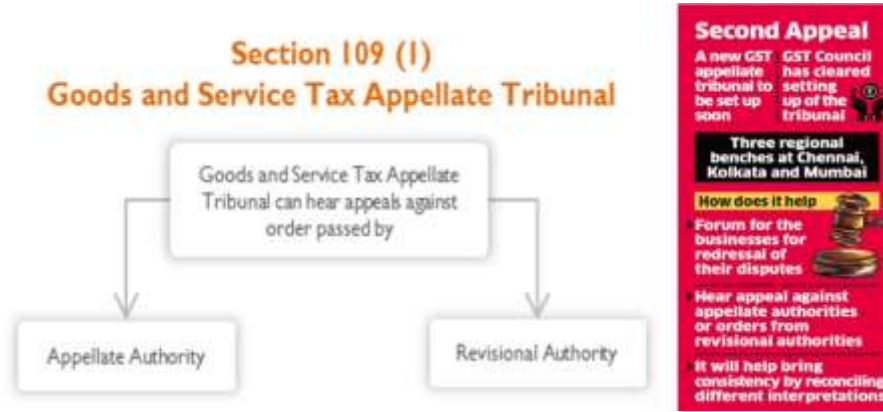 Section 109 (1)
Goods and Service Tax Appellate Tribunal
Goods and Service Tax Appellate
Tribunal can hear appeals against
order passed by
Appellate Authority
Revisional Authority
Second Appeal
A new GST
appellate
tribunal to
be set up
soon
GST Council
has cleared
setting
up of the
tribunal
Three regional
benches at Chennai,
Kolkata and Mumbai
How does it help
Forum for the
businesses for
redressal of
their disputes
Hear appeal against
appellate authorities
or orders from
revisional authorities
It will help bring
consistency by reconciling
different interpretations